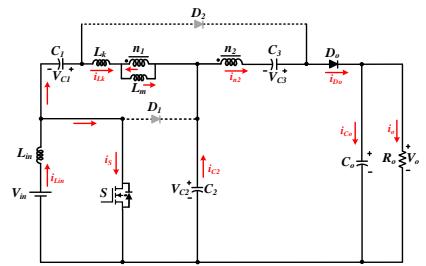 D2
C1 Lk n1 n2 C3 Do
- + - +
VC1 iLk Lm in2 VC3 iDo
D1
Lin iS iCo io
iLin iC2 + + +
Vin S VC2 C2 Co Ro Vo
- - -